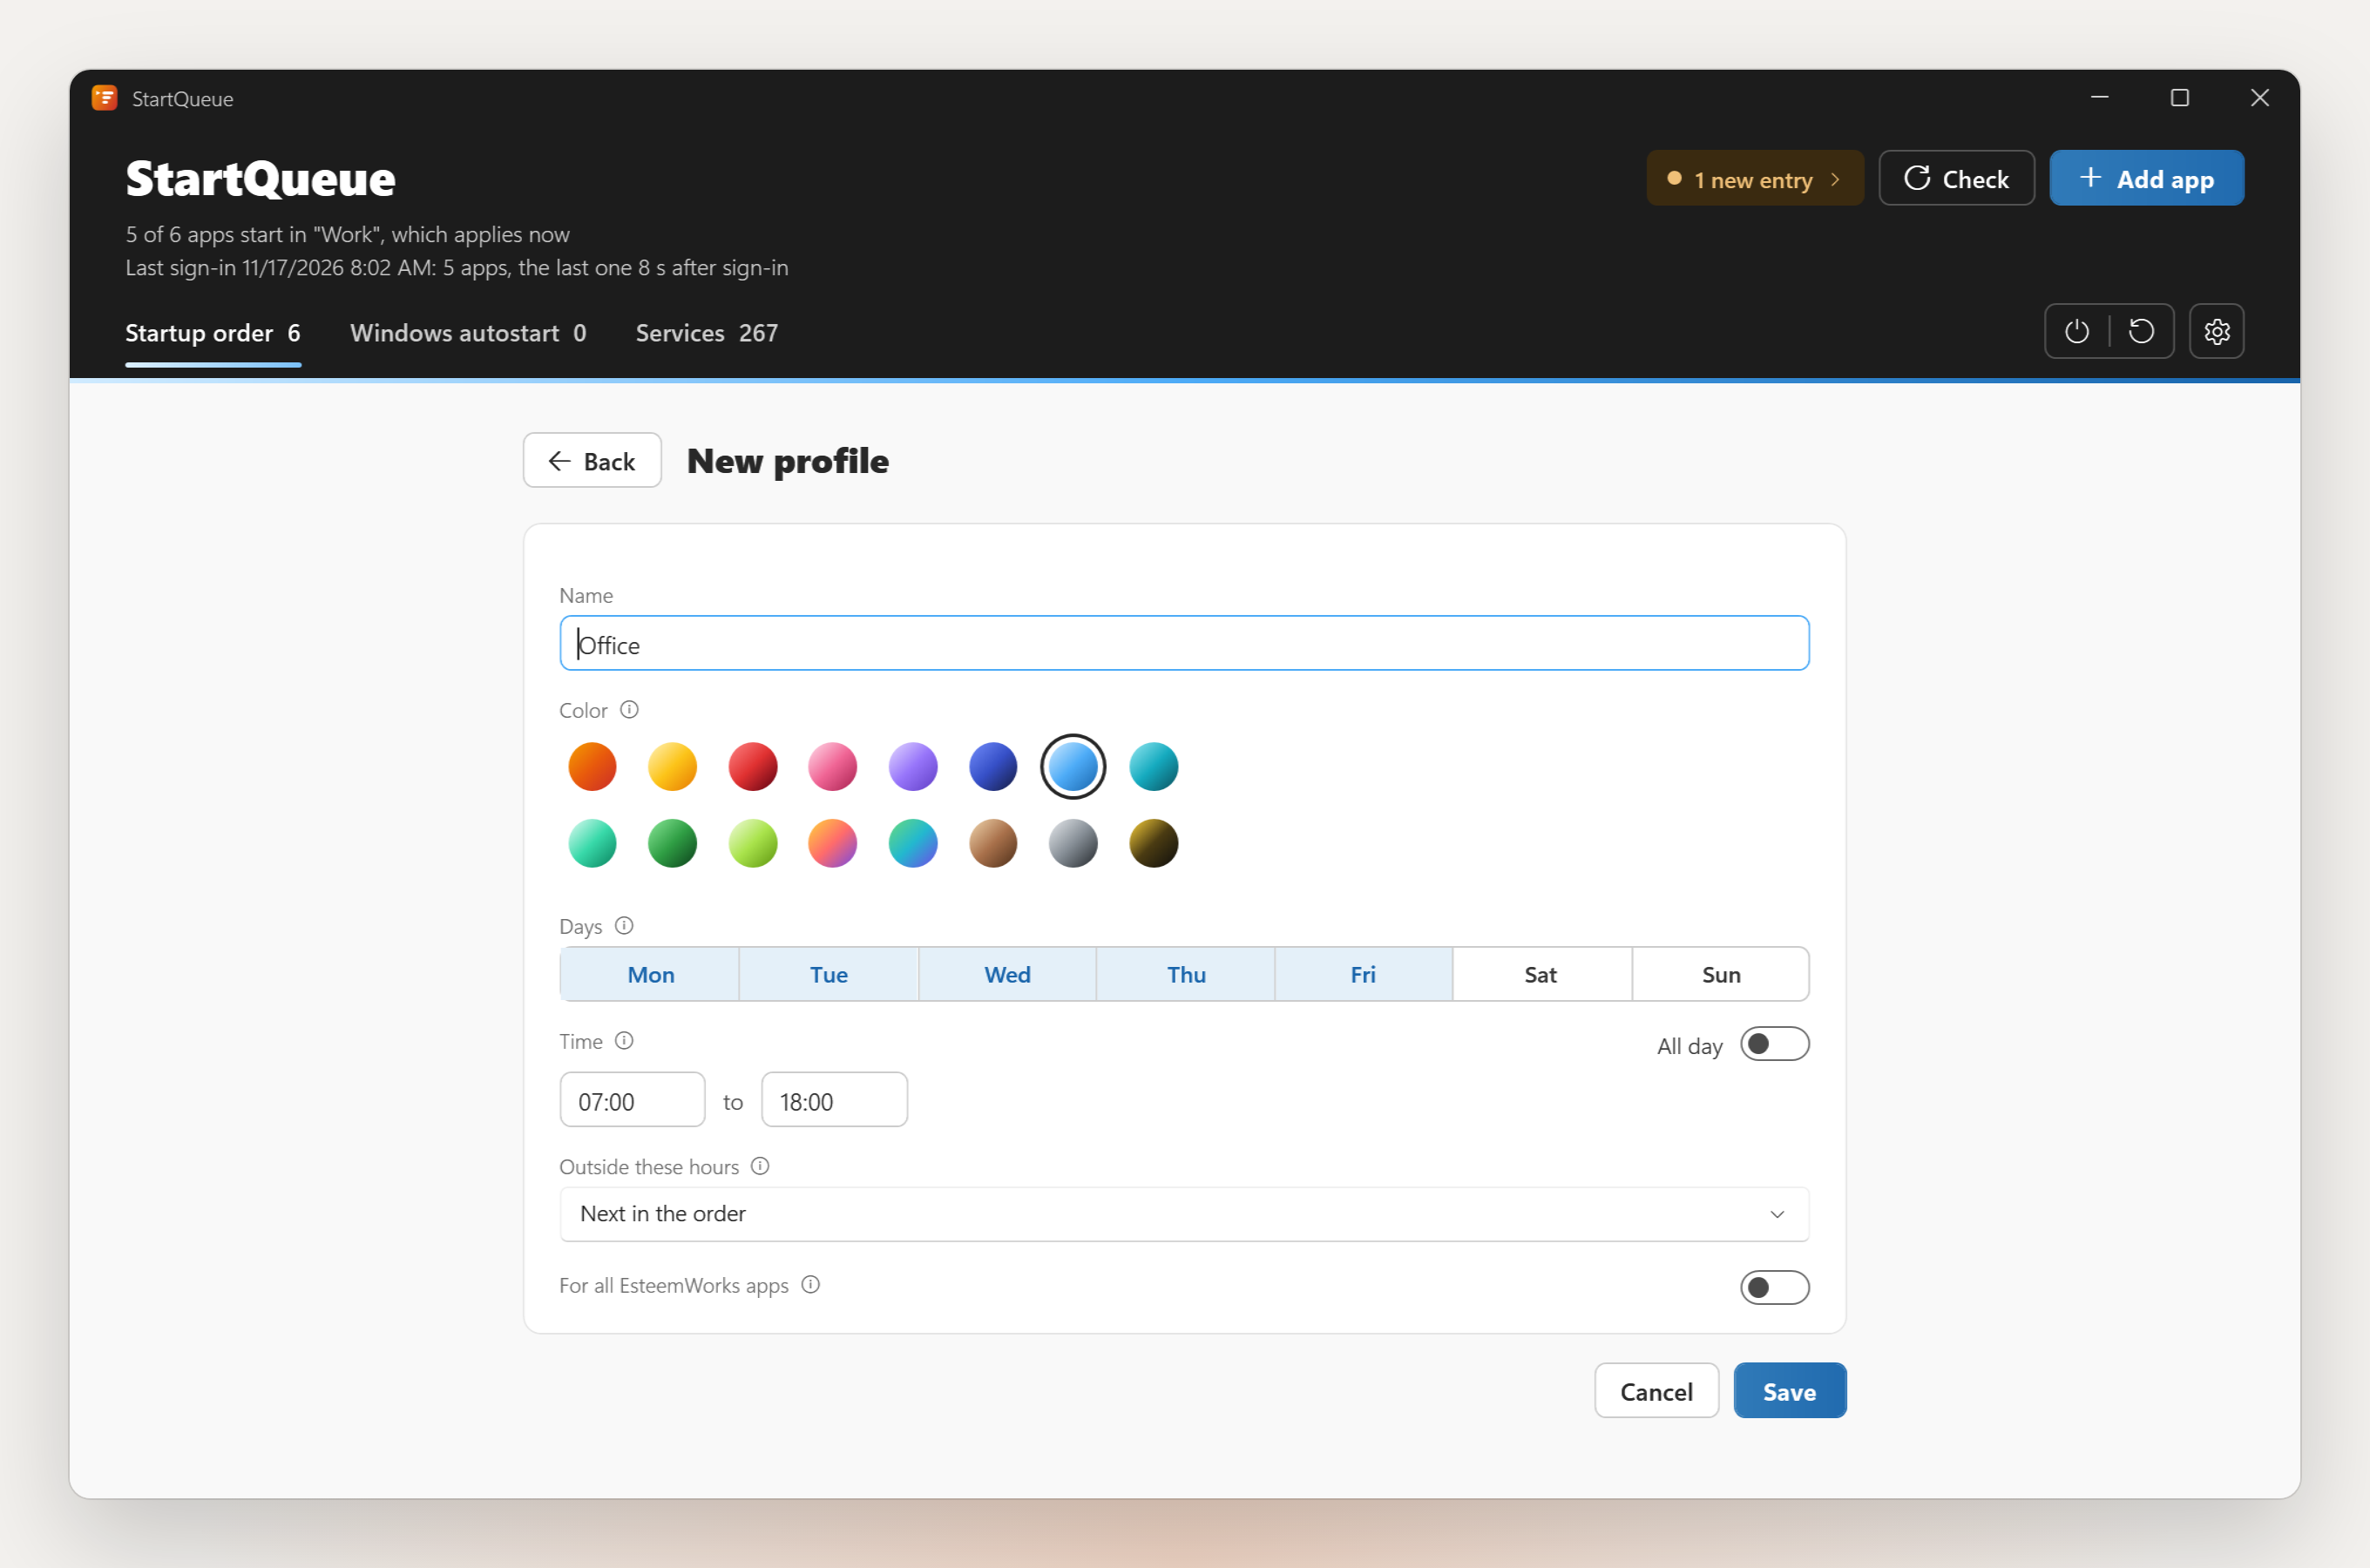 StartQueue
StartQueue
1 new entry
Check
Add app
5 of 6 apps start in "Work", which applies now
Last sign-in 11/17/2026 8:02 AM: 5 apps, the last one 8 s after sign-in
Startup order 6
Windows autostart 0
Services 267
Back
New profile
Name
Office
Color
Days
Mon
Tue
Wed
Thu
Fri
Sat
Sun
Time
All day
07:00
to
18:00
Outside these hours
Next in the order
For all EsteemWorks apps
Cancel
Save